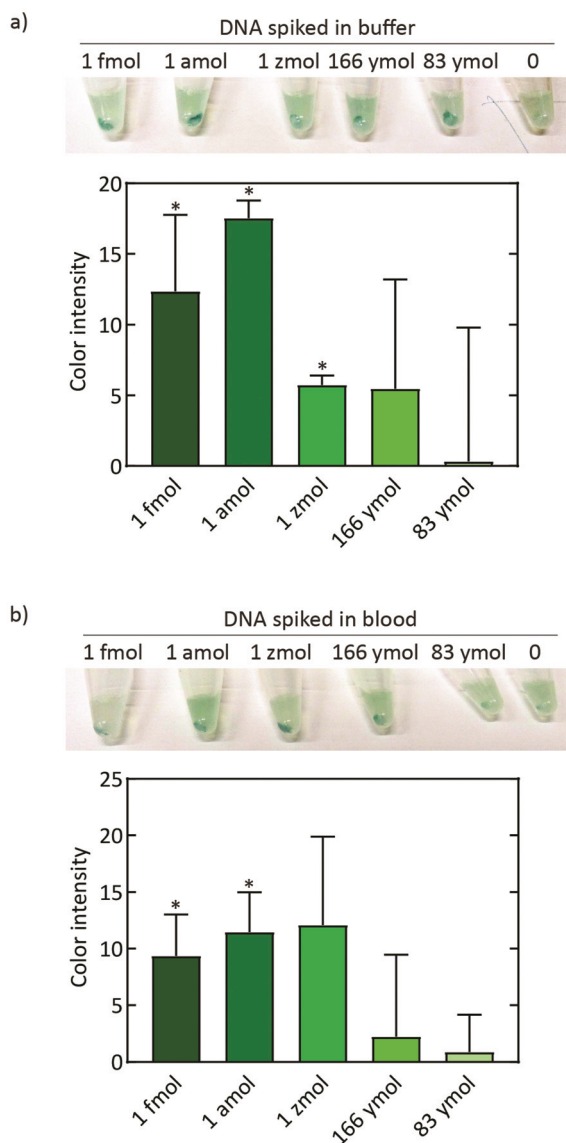 a)
DNA spiked in buffer
1 fmol 1 amol 1 zmol 166 ymol 83 ymol 0
20
15
10
5
0
Color intensity
* * *
1 fmol 1 amol 1 zmol 166 ymol 83 ymol
b)
DNA spiked in blood
1 fmol 1 amol 1 zmol 166 ymol 83 ymol 0
25
20
15
10
5
0
Color intensity
* *
1 fmol 1 amol 1 zmol 166 ymol 83 ymol